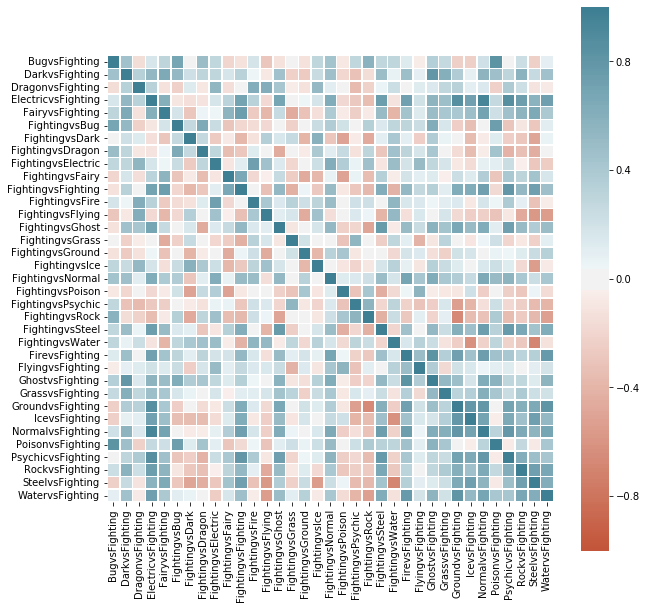 BugvsFighting
DarkvsFighting
DragonvsFighting
ElectricvsFighting
FairyvsFighting
FightingvsBug
FightingvsDark
FightingvsDragon
FightingvsElectric
FightingvsFairy
FightingvsFighting
FightingvsFire
FightingvsFlying
FightingvsGhost
FightingvsGrass
FightingvsGround
FightingvsIce
FightingvsNormal
FightingvsPoison
FightingvsPsychic
FightingvsRock
FightingvsSteel
FightingvsWater
FirevsFighting
FlyingvsFighting
GhostvsFighting
GrassvsFighting
GroundvsFighting
IcevsFighting
NormalvsFighting
PoisonvsFighting
PsychicvsFighting
RockvsFighting
SteelvsFighting
WatervsFighting
BugvsFighting
DarkvsFighting
DragonvsFighting
ElectricvsFighting
FairyvsFighting
FightingvsBug
FightingvsDark
FightingvsDragon
FightingvsElectric
FightingvsFairy
FightingvsFighting
FightingvsFire
FightingvsFlying
FightingvsGhost
FightingvsGrass
FightingvsGround
FightingvsIce
FightingvsNormal
FightingvsPoison
FightingvsPsychic
FightingvsRock
FightingvsSteel
FightingvsWater
FirevsFighting
FlyingvsFighting
GhostvsFighting
GrassvsFighting
GroundvsFighting
IcevsFighting
NormalvsFighting
PoisonvsFighting
PsychicvsFighting
RockvsFighting
SteelvsFighting
WatervsFighting
0.8
0.4
0.0
−0.4
−0.8